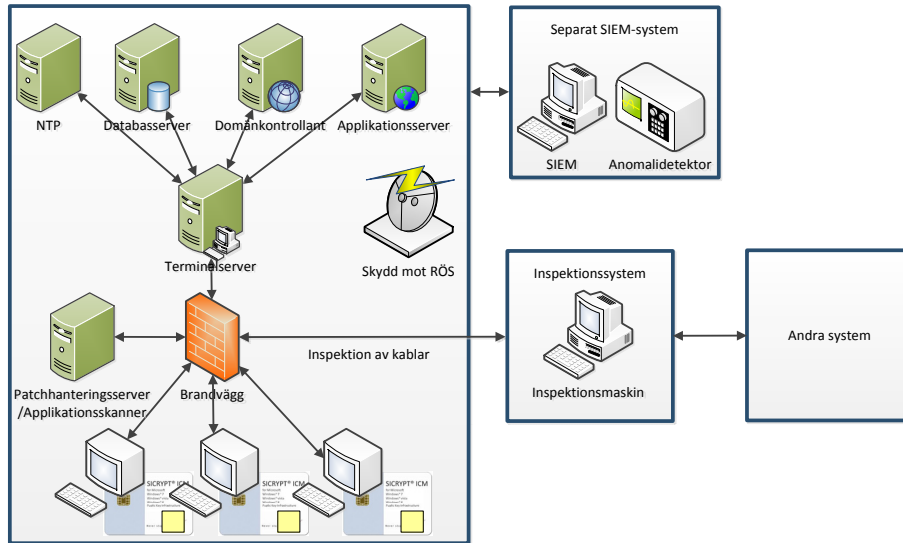 NTP
Databasserver
Domänkontrollant
Applikationsserver
Terminalserver
Skydd mot RÖS
Patchhanteringsserver
/Applikationsskanner
Brandvägg
Inspektion av kablar
Separat SIEM-system
SIEM
Anomalidetektor
Inspektionssystem
Inspektionsmaskin
Andra system
SICRYPT® ICM
SICRYPT® ICM
SICRYPT® ICM